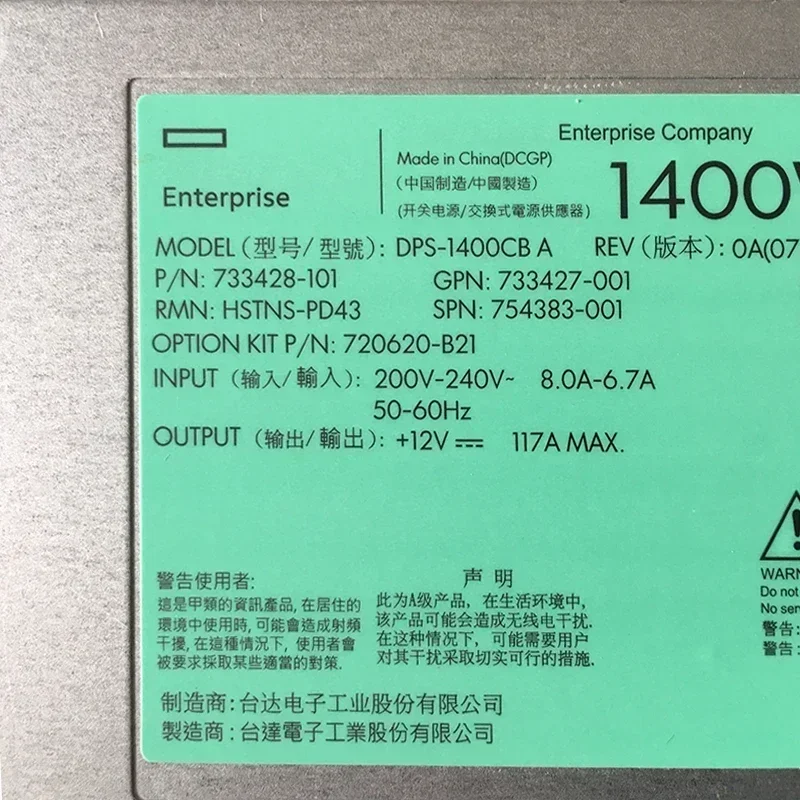 Enterprise Company
Enterprise
Made in China(DCGP)
(中国制造/中國製造)
(开关电源/交換式電源供應器)
1400
MODEL (型号/型號): DPS-1400CB A REV (版本): 0A(07
P/N: 733428-101 GPN: 733427-001
RMN: HSTNS-PD43 SPN: 754383-001
OPTION KIT P/N: 720620-B21
INPUT (输入/輸入): 200V-240V~ 8.0A-6.7A
50-60Hz
OUTPUT (输出/輸出): +12V ⎓ 117A MAX.
警告使用者:
這是甲類的資訊產品, 在居住的
環境中使用時, 可能會造成射頻
干擾, 在這種情況下, 使用者會
被要求採取某些適當的對策.
声 明
此为A级产品, 在生活环境中,
该产品可能会造成无线电干扰.
在这种情况下, 可能需要用户
对其干扰采取切实可行的措施.
WARN
Do not
No serv
警告:
警告:
制造商:台达电子工业股份有限公司
製造商:台達電子工業股份有限公司